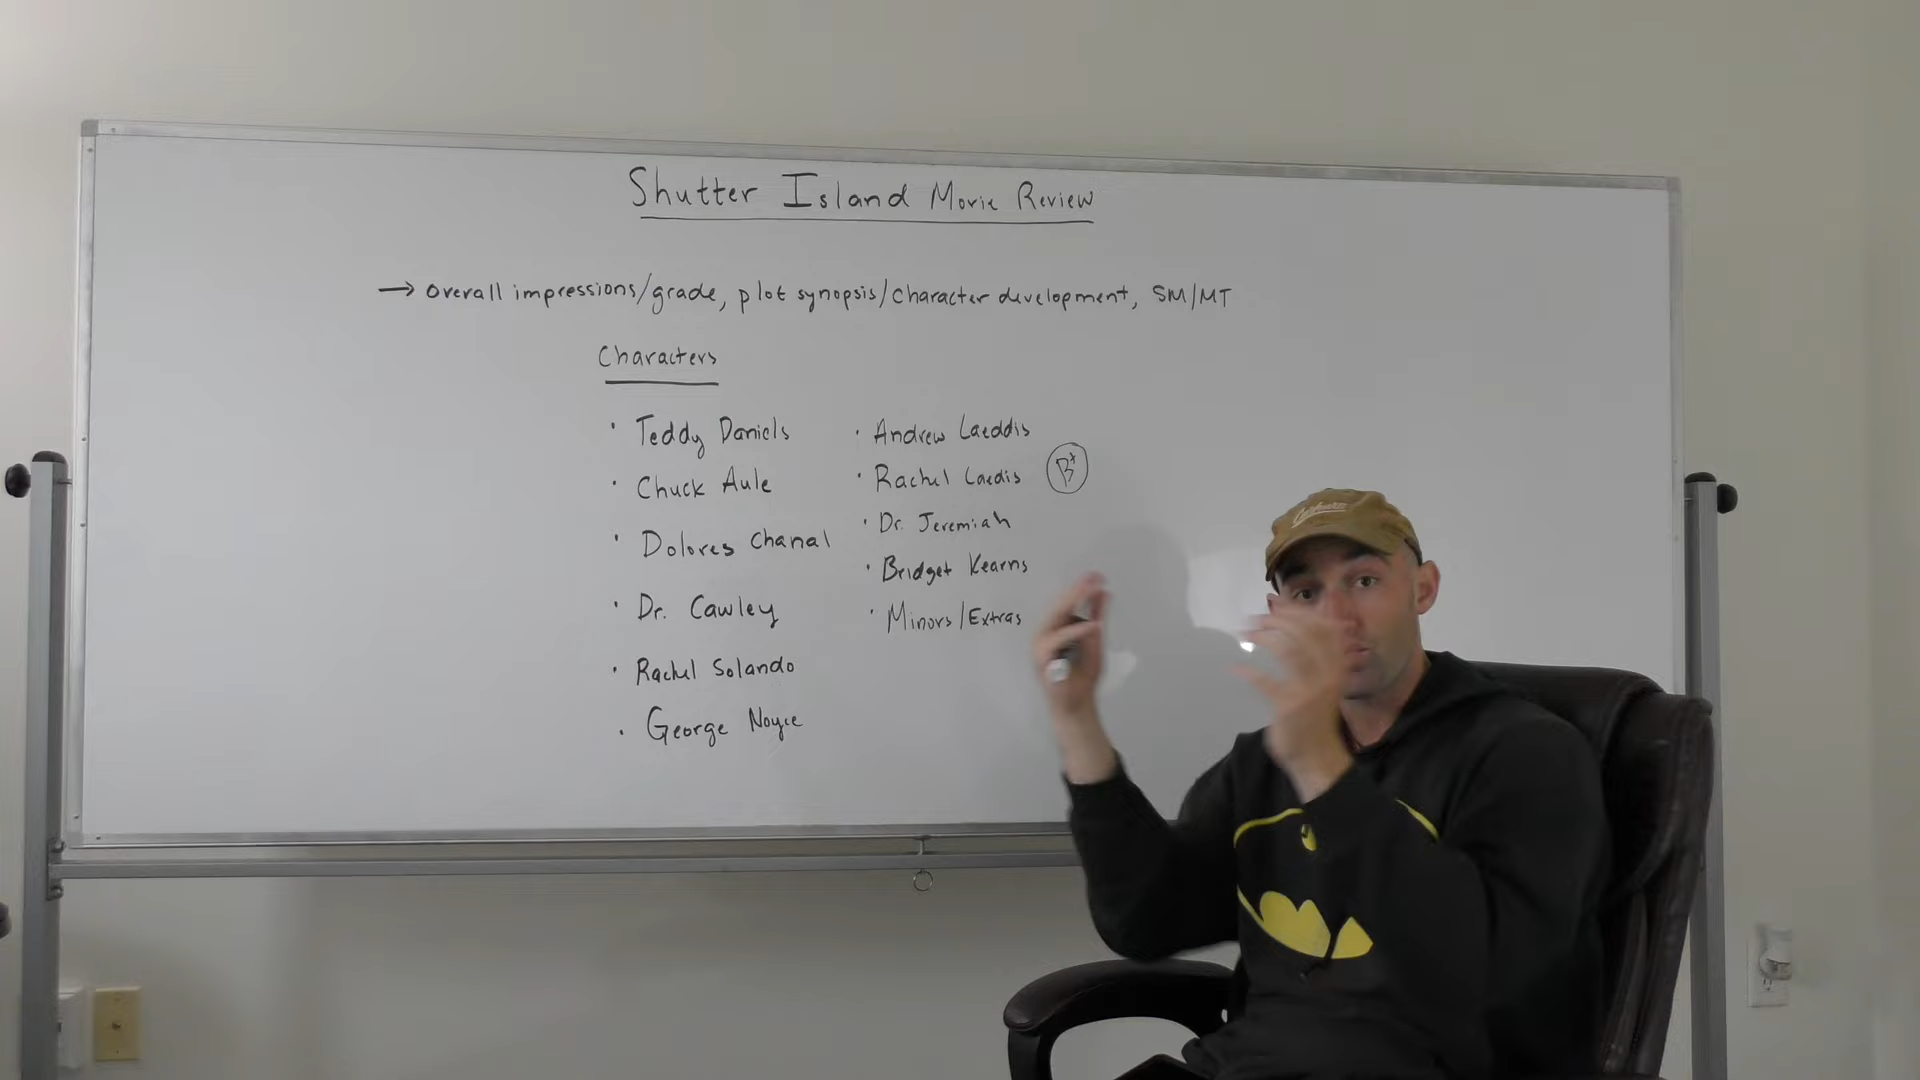 Shutter Island Movie Review
→ Overall impressions/grade, plot synopsis/character development, SM/MT
Characters
· Teddy Daniels
· Chuck Aule
· Dolores Chanal
· Dr. Cawley
· Rachel Solando
· George Noyce
· Andrew Laeddis
· Rachel Laedis
B+
· Dr. Jeremiah
· Bridget Kearns
· Minors/Extras